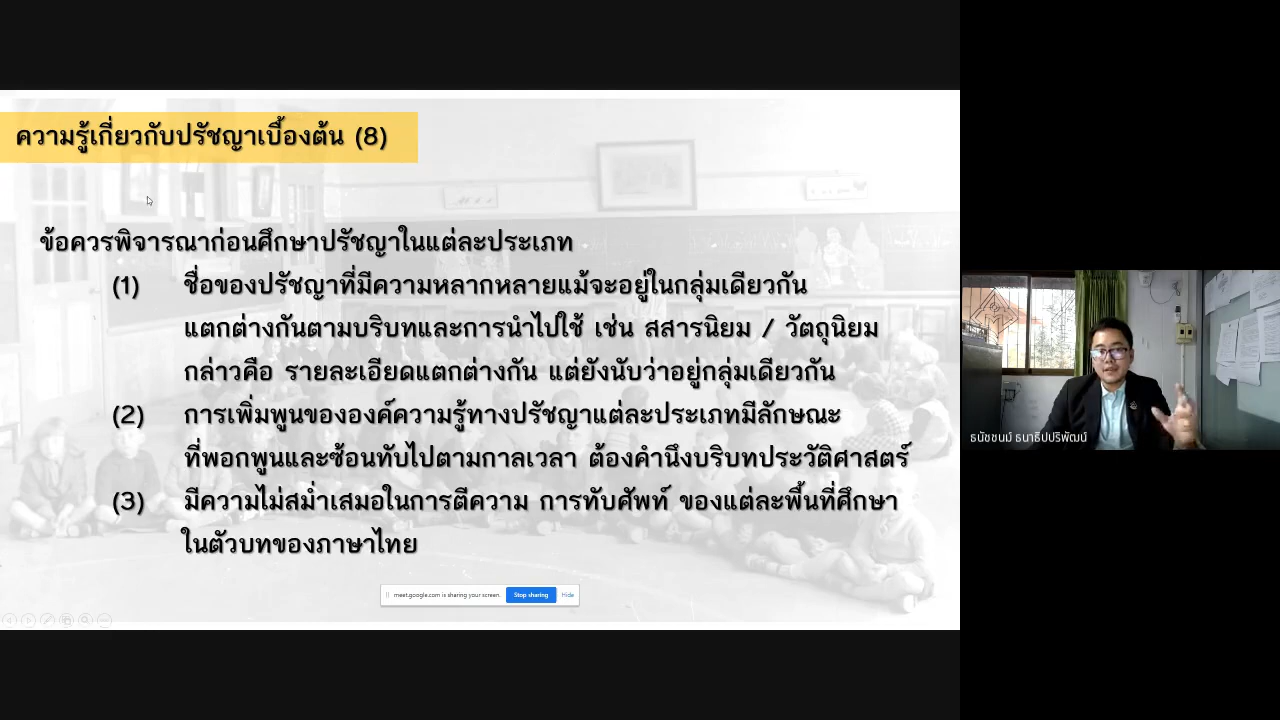 ความรู้เกี่ยวกับปรัชญาเบื้องต้น (8)
ข้อควรพิจารณาก่อนศึกษาปรัชญาในแต่ละประเภท
(1) ชื่อของปรัชญาที่มีความหลากหลายแม้จะอยู่ในกลุ่มเดียวกัน
แตกต่างกันตามบริบทและการนำไปใช้ เช่น สสารนิยม / วัตถุนิยม
กล่าวคือ รายละเอียดแตกต่างกัน แต่ยังนับว่าอยู่กลุ่มเดียวกัน
(2) การเพิ่มพูนขององค์ความรู้ทางปรัชญาแต่ละประเภทมีลักษณะ
ที่พอกพูนและซ้อนทับไปตามกาลเวลา ต้องคำนึงบริบทประวัติศาสตร์
(3) มีความไม่สม่ำเสมอในการตีความ การทับศัพท์ ของแต่ละพื้นที่ศึกษา
ในตัวบทของภาษาไทย
meet.google.com is sharing your screen. Stop sharing Hide
ธนัชชนม์ ธนาธิปปริพัฒน์